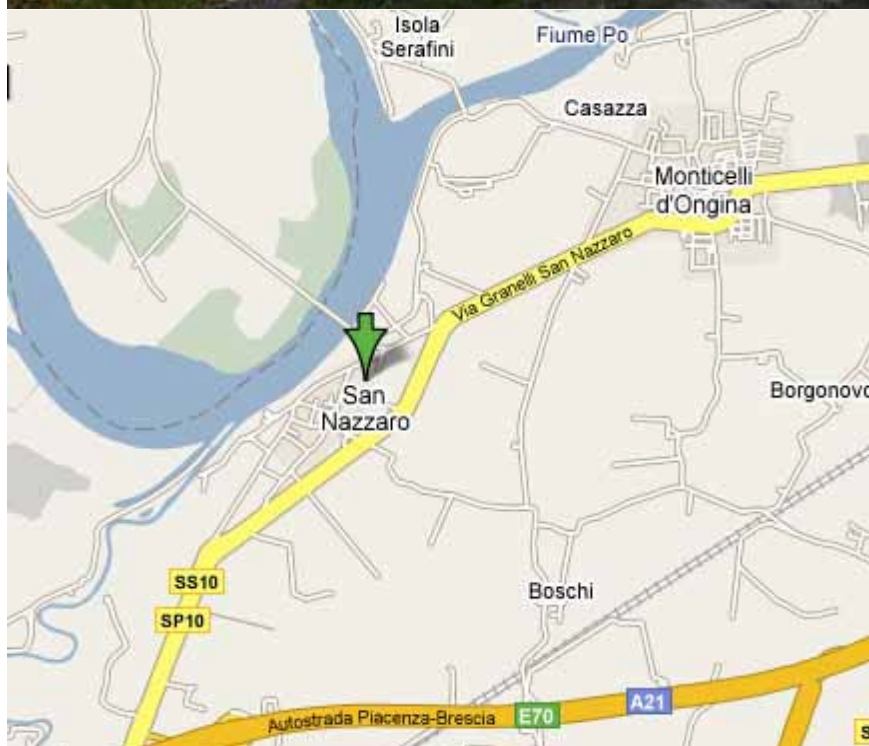 Isola
Serafini
Fiume Po
Casazza
Monticelli
d'Ongina
Via Granelli San Nazzaro
San
Nazzaro
Borgonovo
SS10
Boschi
SP10
A21
E70
Autostrada Piacenza-Brescia
S